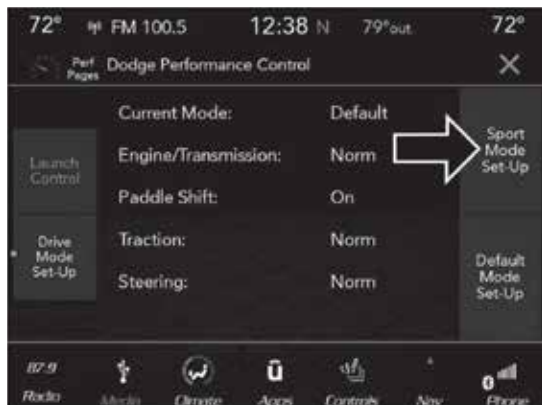 72° FM 100.5 12:38 N 79°out 72°
Perf
Pages
Dodge Performance Control
Current Mode: Default
Engine/Transmission: Norm
Paddle Shift: On
Traction: Norm
Steering: Norm
Launch
Control
Drive
Mode
Set-Up
Sport
Mode
Set-Up
Default
Mode
Set-Up
87.9
Radio Media Climate Apps Controls Nav 0 Phone